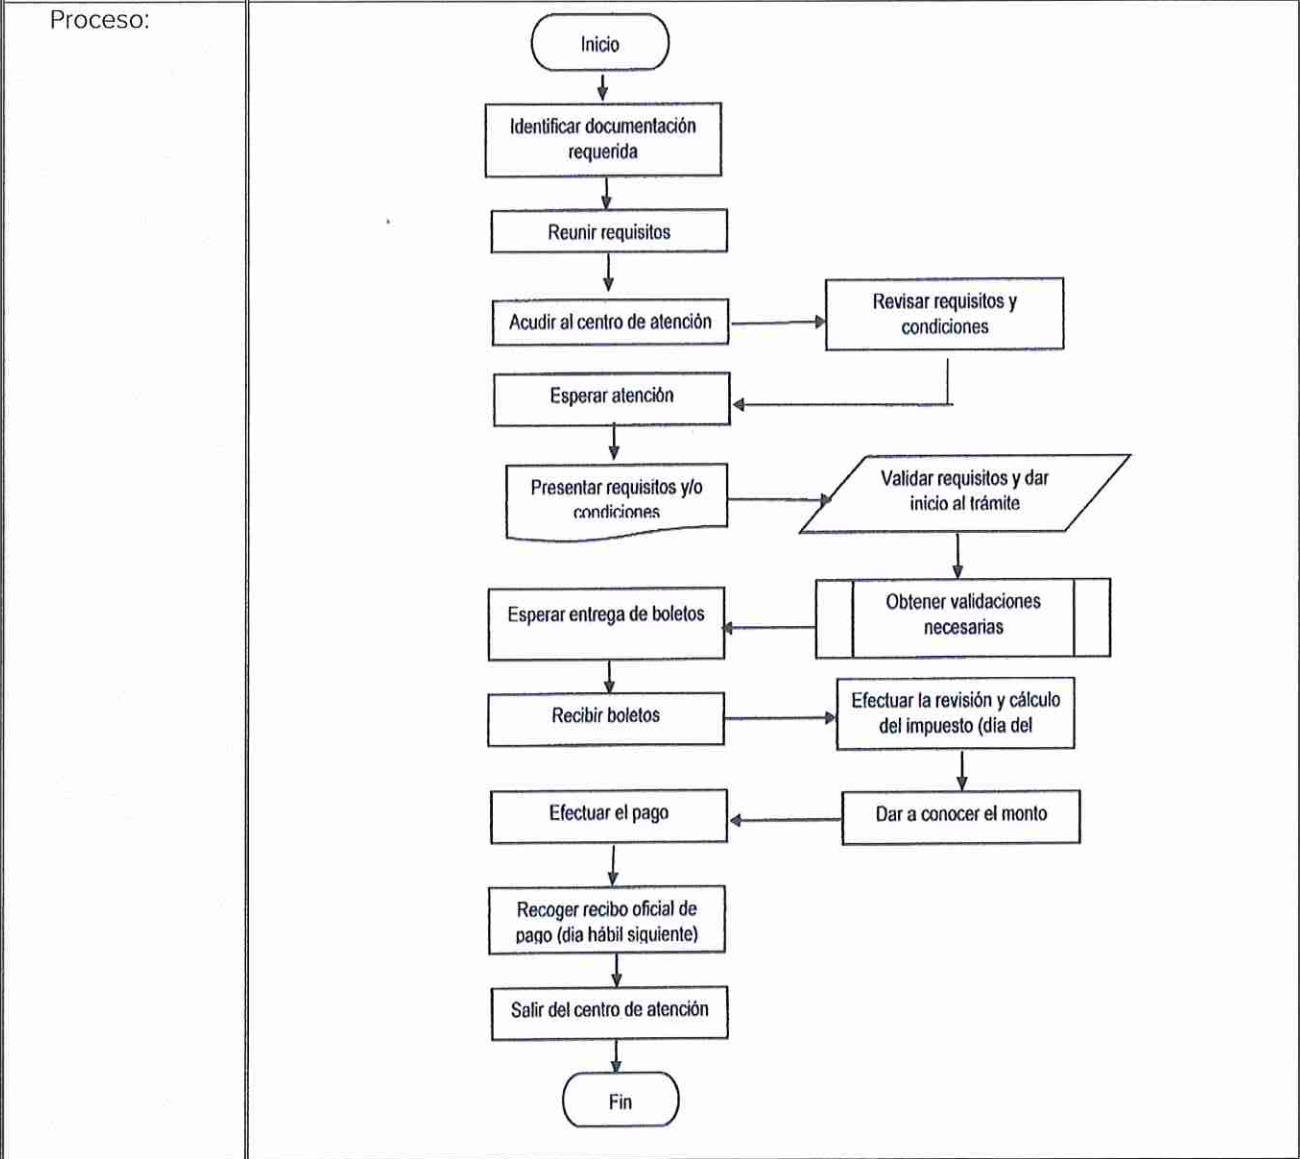 Proceso:
Inicio
Identificar documentación
requerida
Reunir requisitos
Acudir al centro de atención
Revisar requisitos y
condiciones
Esperar atención
Presentar requisitos y/o
condiciones
Validar requisitos y dar
inicio al trámite
Obtener validaciones
necesarias
Esperar entrega de boletos
Recibir boletos
Efectuar la revisión y cálculo
del impuesto (día del
Dar a conocer el monto
Efectuar el pago
Recoger recibo oficial de
pago (día hábil siguiente)
Salir del centro de atención
Fin